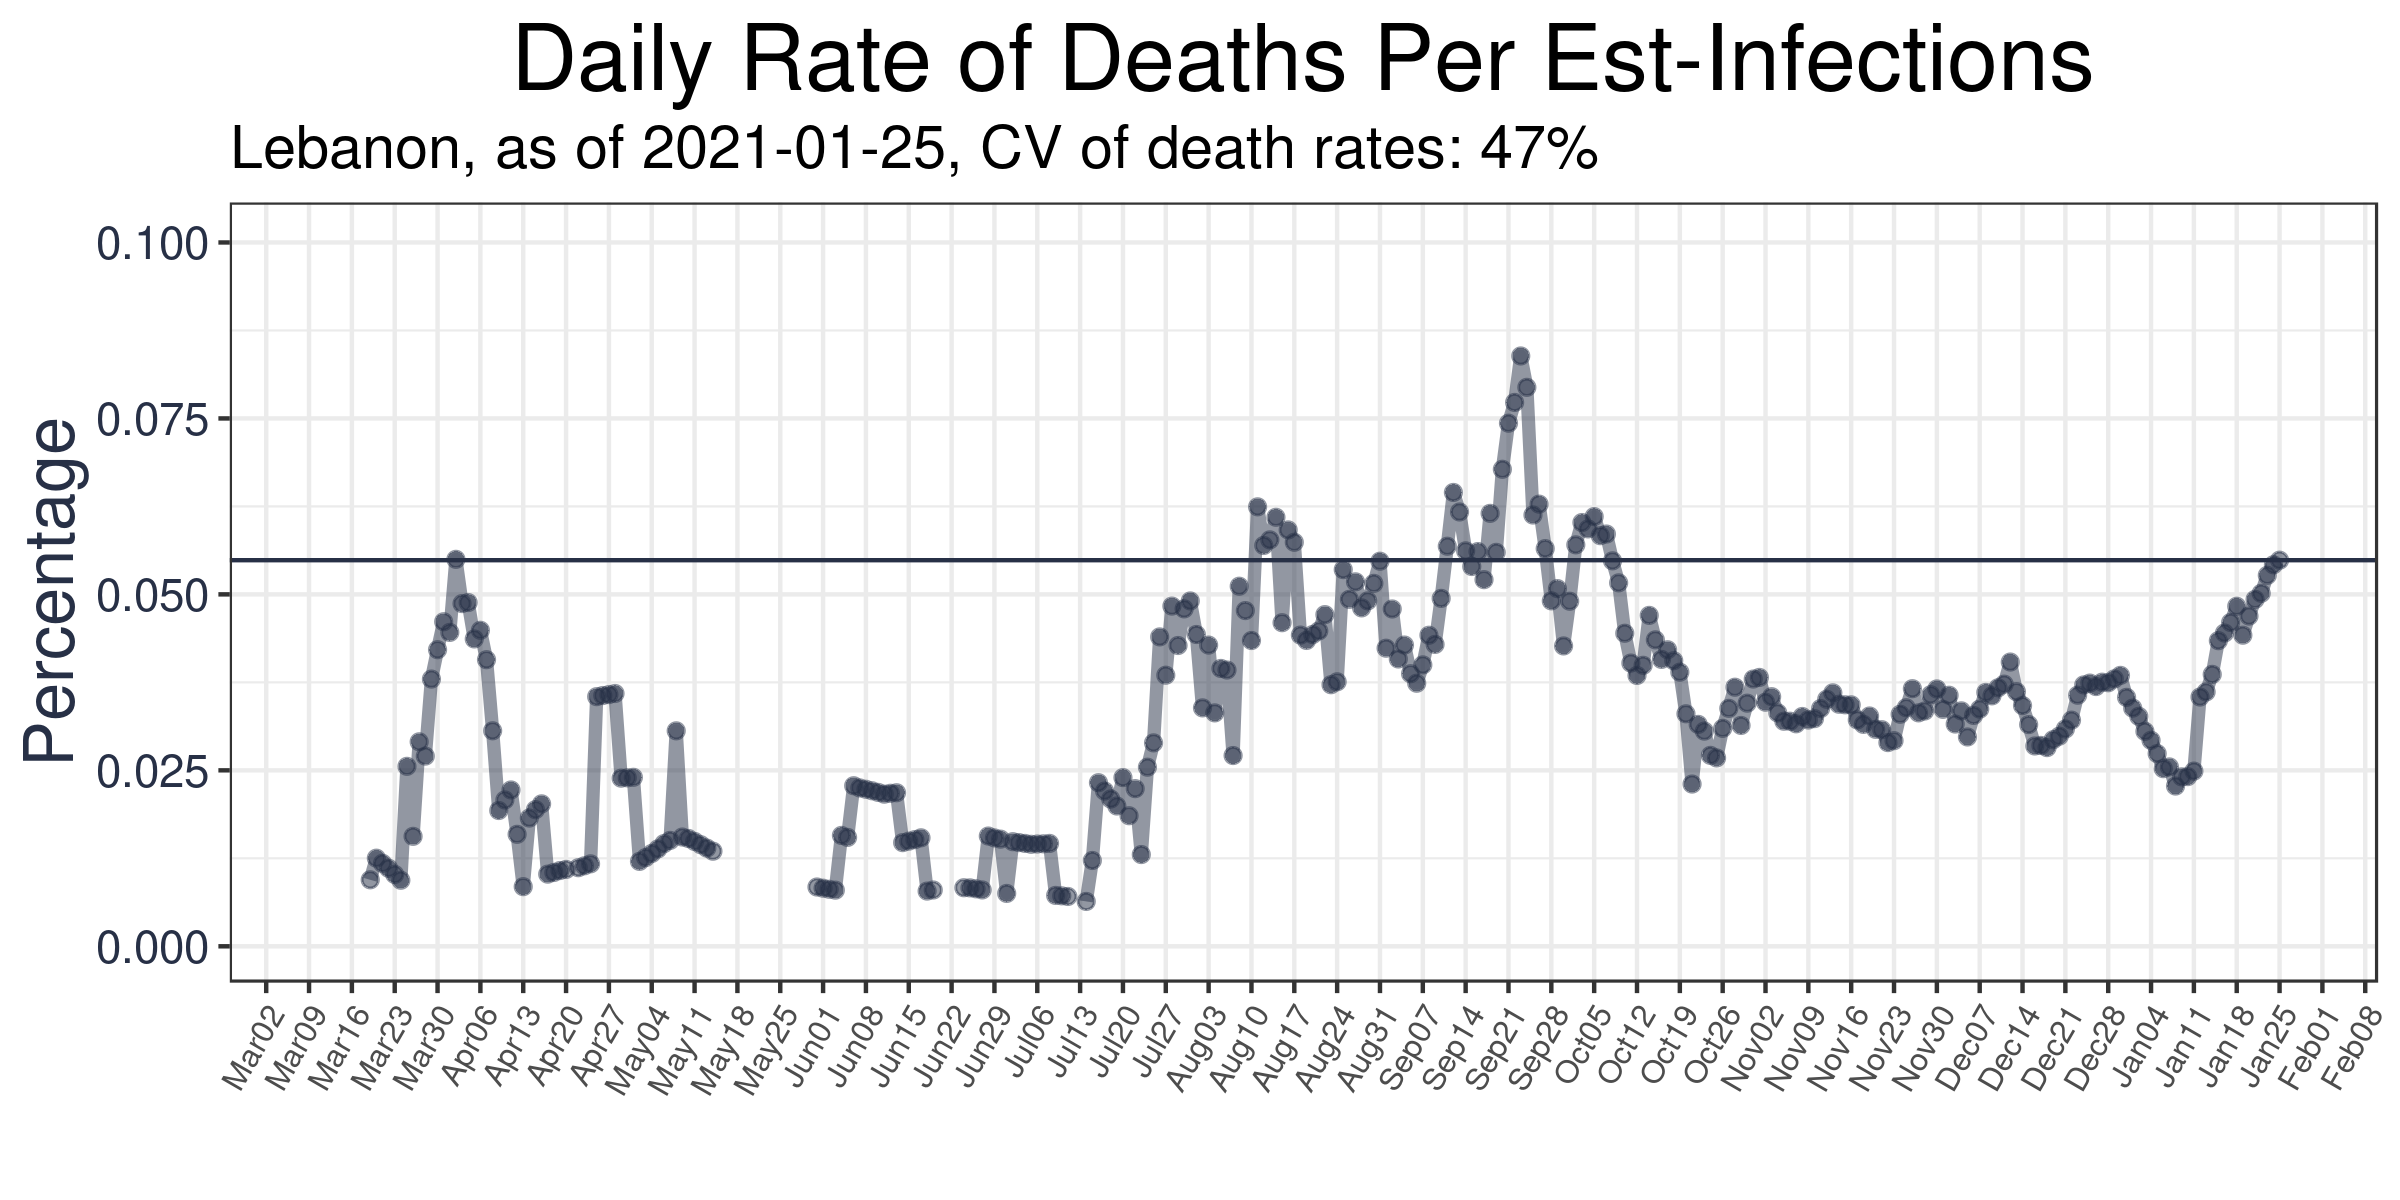 Daily Rate of Deaths Per Est-Infections
Lebanon, as of 2021-01-25, CV of death rates: 47%
Percentage
0.100
0.075
0.050
0.025
0.000
Mar02
Mar09
Mar16
Mar23
Mar30
Apr06
Apr13
Apr20
Apr27
May04
May11
May18
May25
Jun01
Jun08
Jun15
Jun22
Jun29
Jul06
Jul13
Jul20
Jul27
Aug03
Aug10
Aug17
Aug24
Aug31
Sep07
Sep14
Sep21
Sep28
Oct05
Oct12
Oct19
Oct26
Nov02
Nov09
Nov16
Nov23
Nov30
Dec07
Dec14
Dec21
Dec28
Jan04
Jan11
Jan18
Jan25
Feb01
Feb08